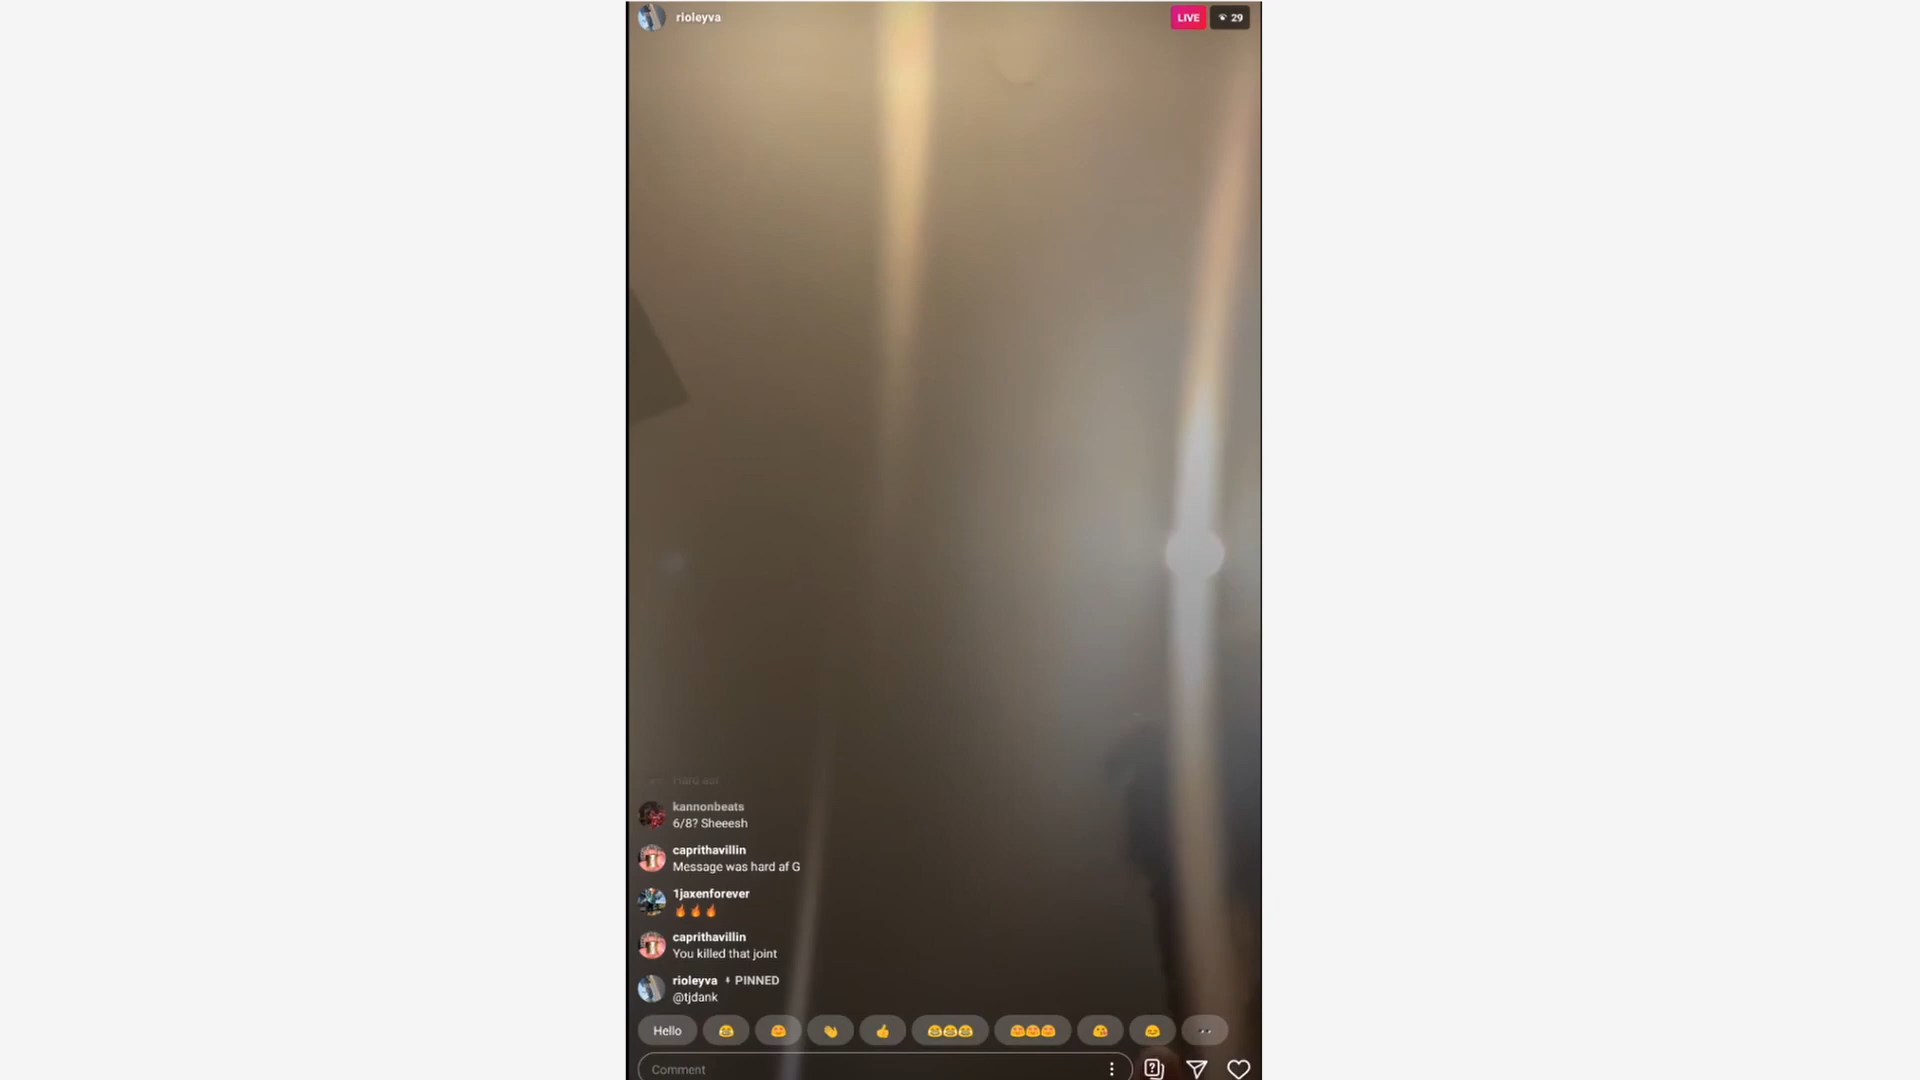 rioleyva
LIVE 29
kannonbeats
6/8? Sheeesh
caprithavillin
Message was hard af G
1jaxenforever
🔥🔥🔥
caprithavillin
You killed that joint
rioleyva PINNED
@tjdank
Hello 😂 😊 👏 👍 😂😂😂 😊😊😊 😘 😄
Comment